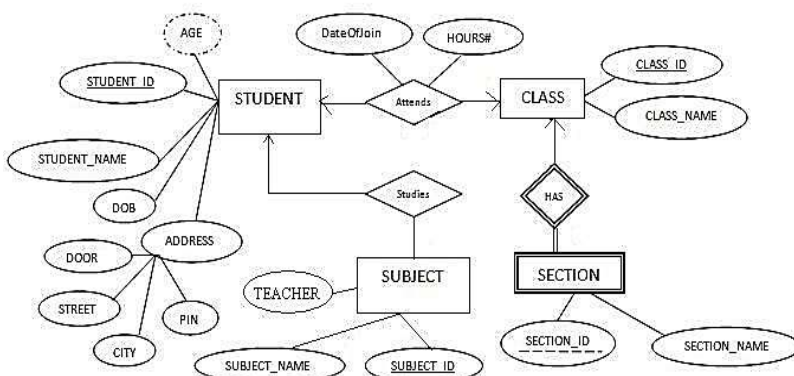 AGE
DateOfJoin
HOURS#
STUDENT_ID
STUDENT
Attends
CLASS
CLASS_ID
CLASS_NAME
STUDENT_NAME
DOB
Studies
HAS
ADDRESS
DOOR
SUBJECT
SECTION
TEACHER
STREET
PIN
CITY
SECTION_ID
SECTION_NAME
SUBJECT_NAME
SUBJECT_ID